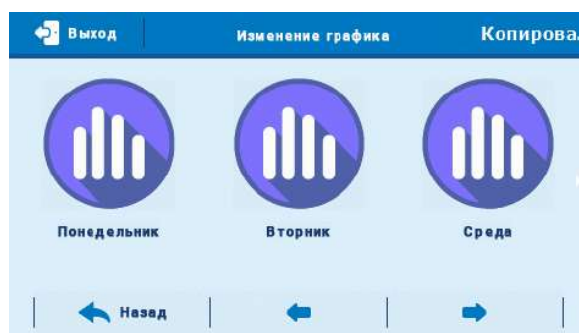 Выход Изменение графика Копирова
Понедельник Вторник Среда
Назад